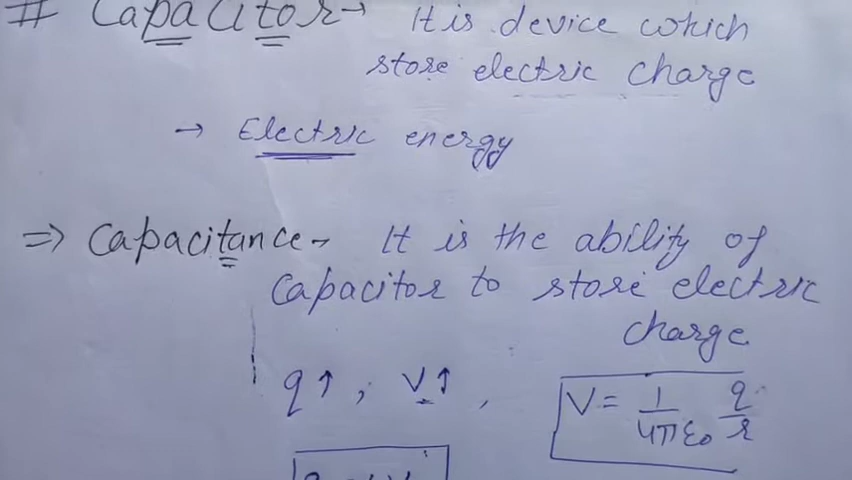 # Capacitor → It is device which
store electric charge
→ Electric energy
⇒ Capacitance - It is the ability of
capacitor to store electric
charge
q ↑ , V ↑ , V = 1/4πε₀ q/r